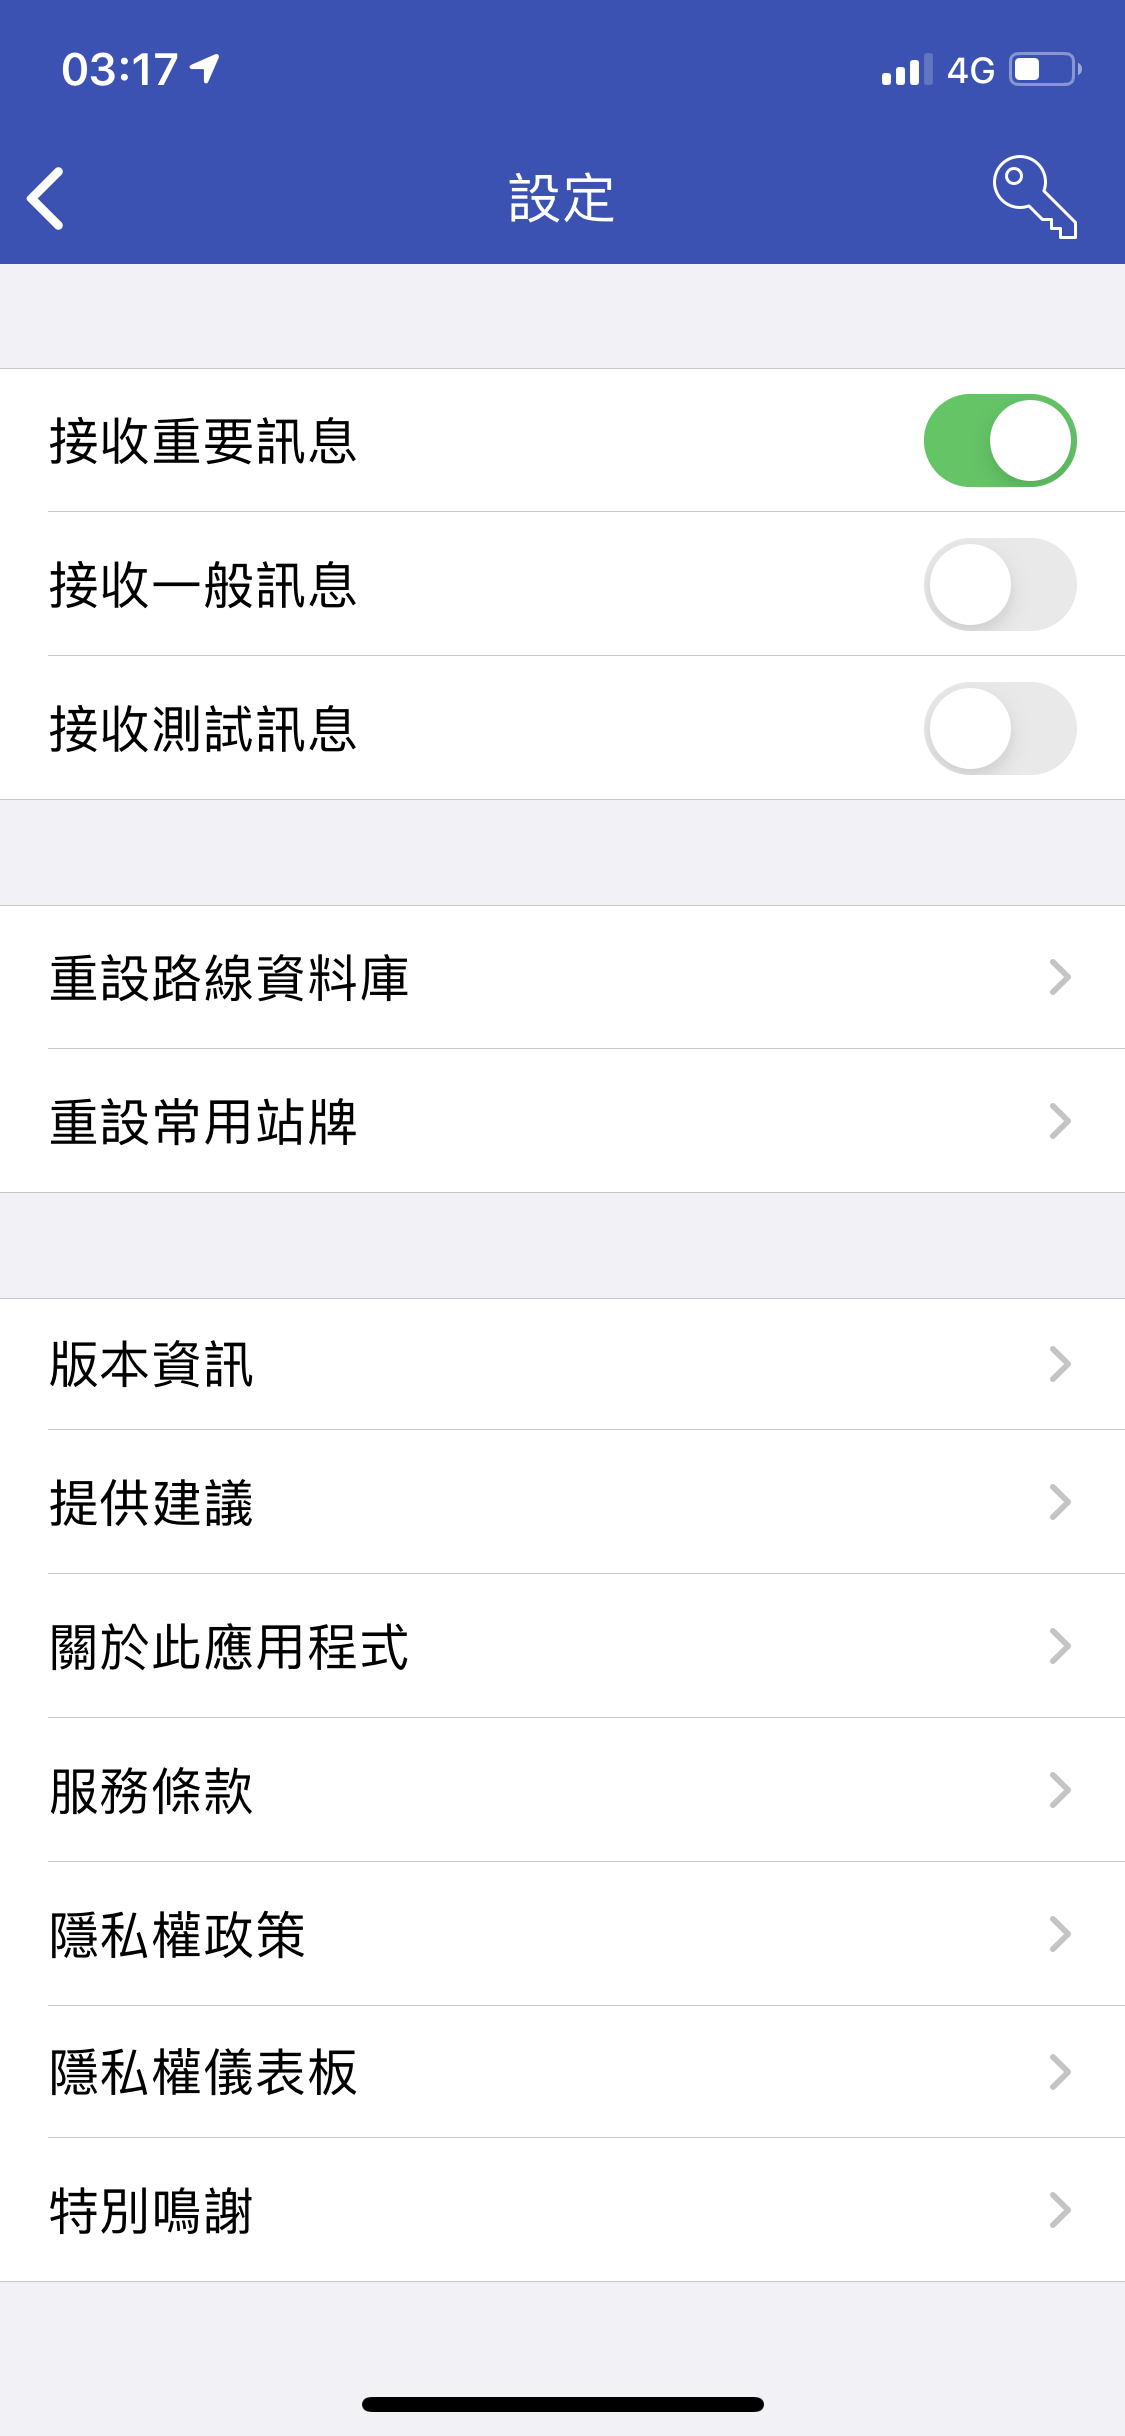 03:17
4G
設定
接收重要訊息
接收一般訊息
接收測試訊息
重設路線資料庫
重設常用站牌
版本資訊
提供建議
關於此應用程式
服務條款
隱私權政策
隱私權儀表板
特別鳴謝